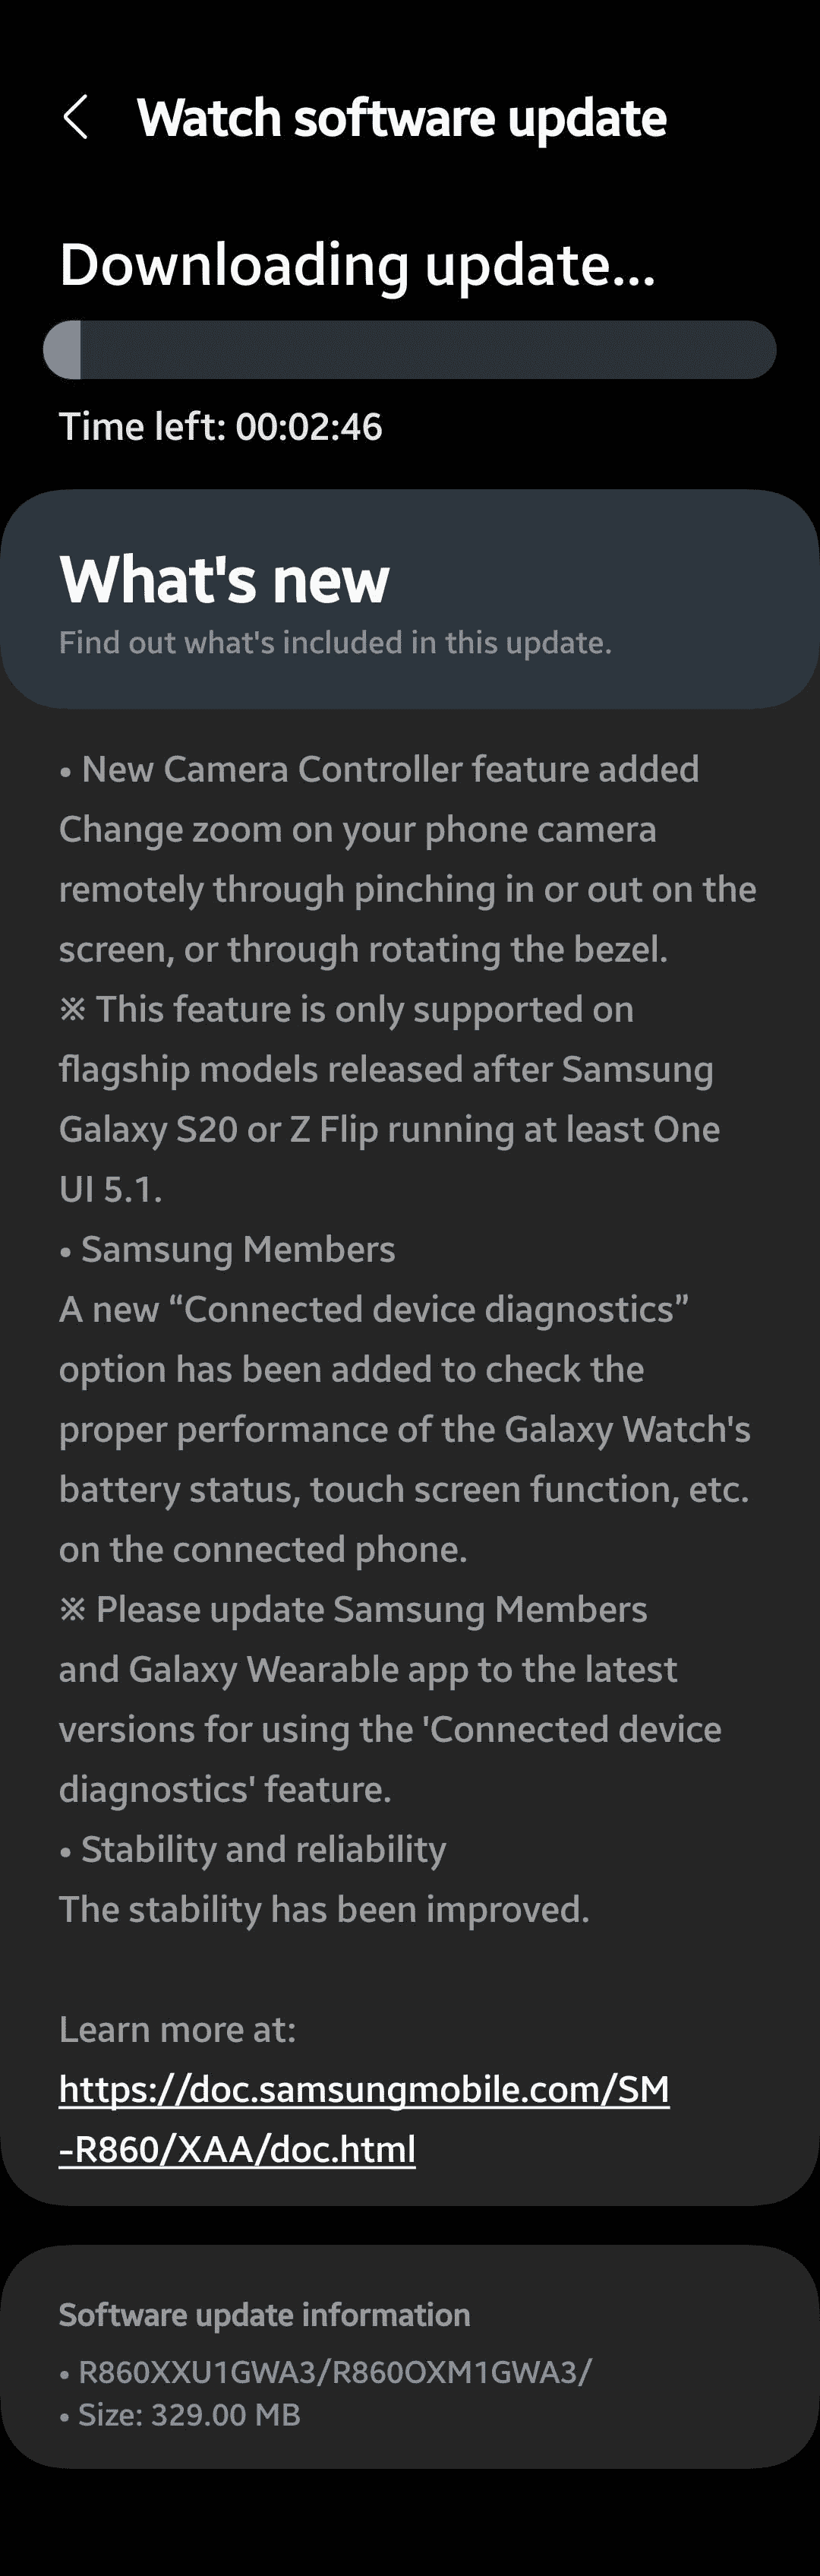 Watch software update
Downloading update...
Time left: 00:02:46
What's new
Find out what's included in this update.
• New Camera Controller feature added
Change zoom on your phone camera
remotely through pinching in or out on the
screen, or through rotating the bezel.
※ This feature is only supported on
flagship models released after Samsung
Galaxy S20 or Z Flip running at least One
UI 5.1.
• Samsung Members
A new “Connected device diagnostics”
option has been added to check the
proper performance of the Galaxy Watch's
battery status, touch screen function, etc.
on the connected phone.
※ Please update Samsung Members
and Galaxy Wearable app to the latest
versions for using the 'Connected device
diagnostics' feature.
• Stability and reliability
The stability has been improved.
Learn more at:
https://doc.samsungmobile.com/SM
-R860/XAA/doc.html
Software update information
• R860XXU1GWA3/R860OXM1GWA3/
• Size: 329.00 MB